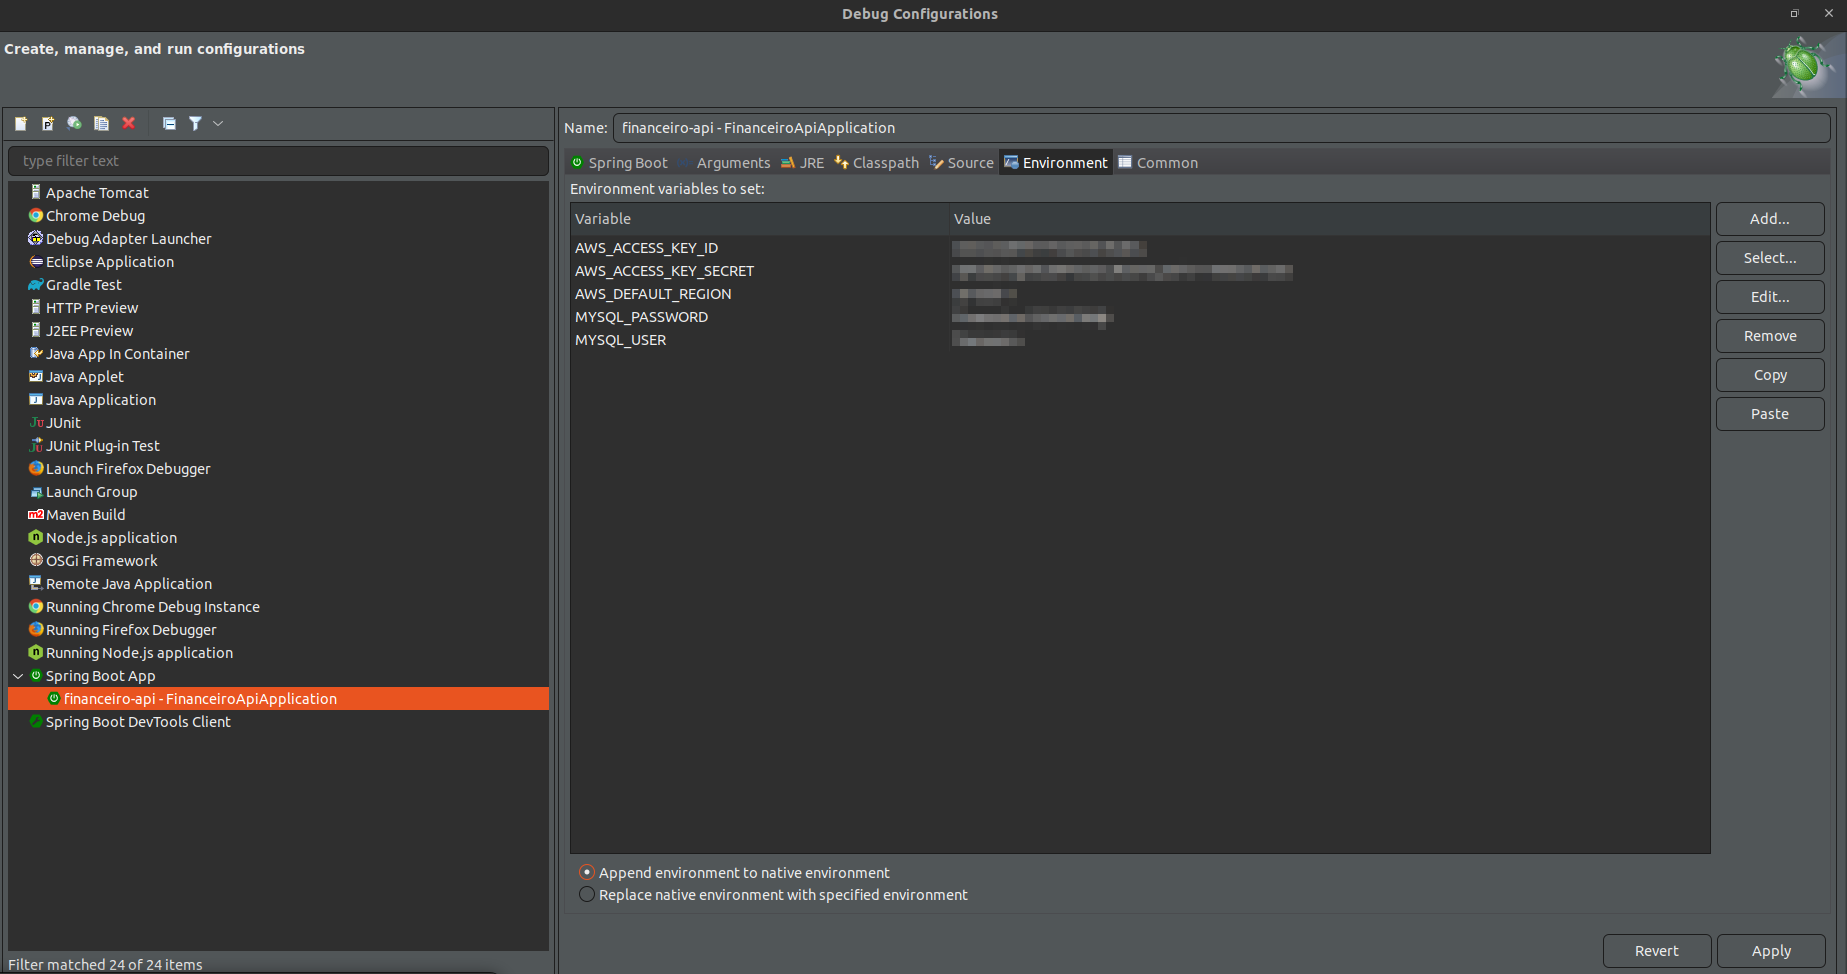 Debug Configurations
Create, manage, and run configurations
type filter text
Apache Tomcat
Chrome Debug
Debug Adapter Launcher
Eclipse Application
Gradle Test
HTTP Preview
J2EE Preview
Java App In Container
Java Applet
Java Application
JUnit
JUnit Plug-in Test
Launch Firefox Debugger
Launch Group
Maven Build
Node.js application
OSGi Framework
Remote Java Application
Running Chrome Debug Instance
Running Firefox Debugger
Running Node.js application
Spring Boot App
financeiro-api - FinanceiroApiApplication
Spring Boot DevTools Client
Filter matched 24 of 24 items
Name: financeiro-api - FinanceiroApiApplication
Spring Boot Arguments JRE Classpath Source Environment Common
Environment variables to set:
Variable Value
AWS_ACCESS_KEY_ID
AWS_ACCESS_KEY_SECRET
AWS_DEFAULT_REGION
MYSQL_PASSWORD
MYSQL_USER
Add...
Select...
Edit...
Remove
Copy
Paste
Append environment to native environment
Replace native environment with specified environment
Revert Apply